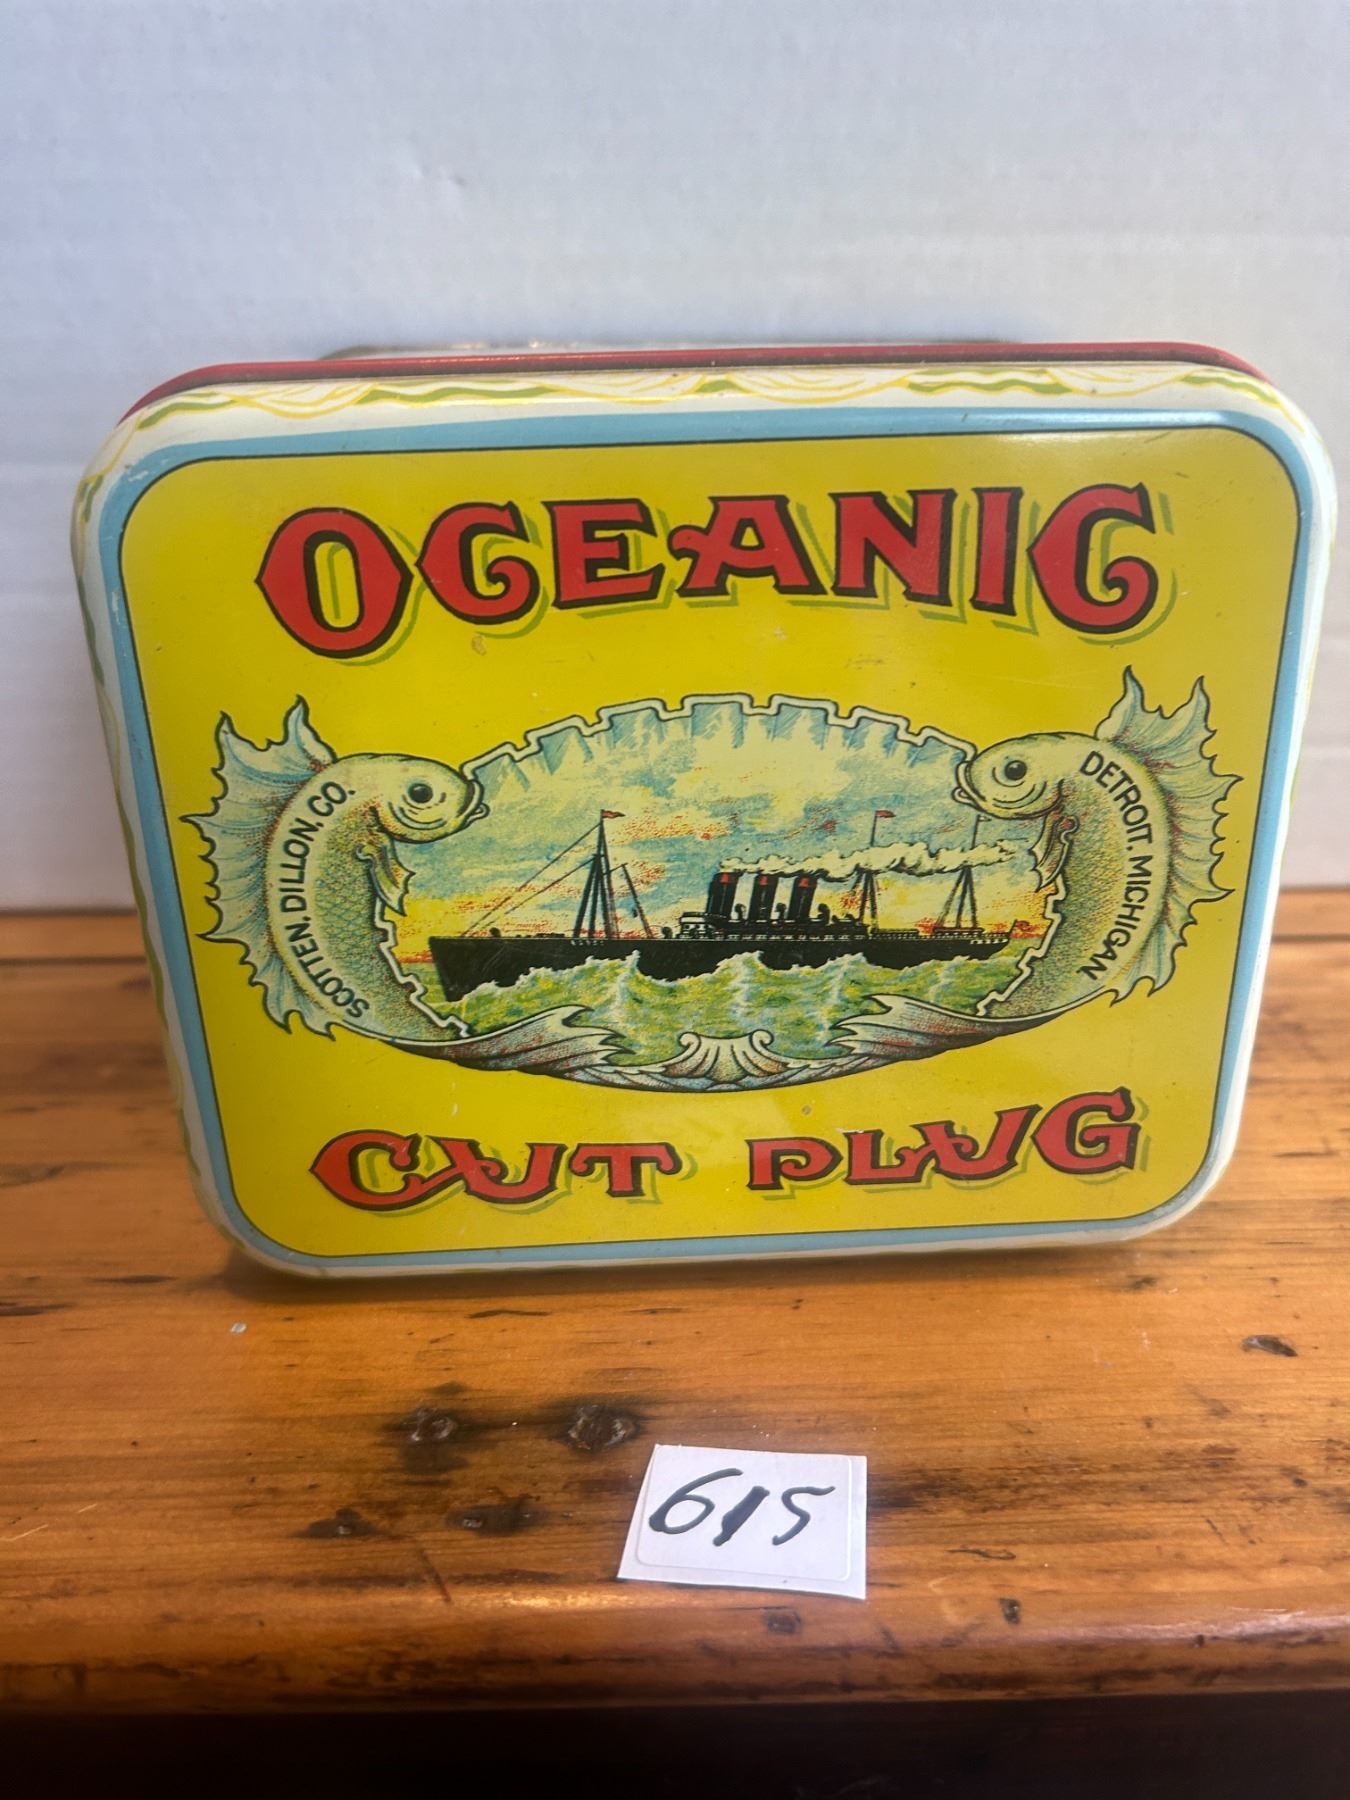 OCEANIC
SCOTTEN, DILLON, CO.
DETROIT, MICHIGAN
CUT PLUG
615